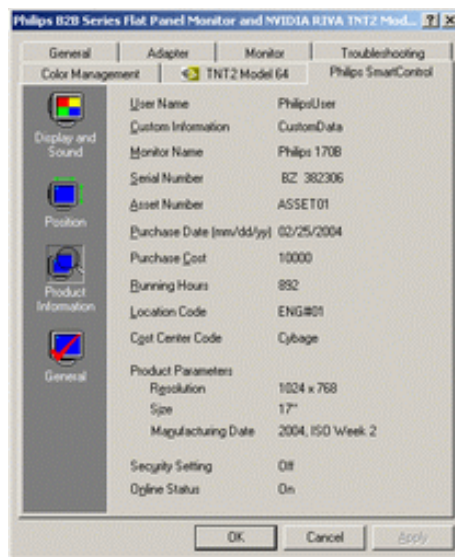 Philips B2B Series Flat Panel Monitor and NVIDIA RIVA TNT2 Mod... ? X
General Adapter Monitor Troubleshooting
Color Management TNT2 Model 64 Philips SmartControl
Display and Sound
Position
Product Information
General
User Name PhilipsUser
Custom Information CustomData
Monitor Name Philips 170B
Serial Number BZ 382306
Asset Number ASSET01
Purchase Date (mm/dd/yy) 02/25/2004
Purchase Cost 10000
Running Hours 892
Location Code ENG#01
Cost Center Code Cybage
Product Parameters
Resolution 1024 x 768
Size 17"
Manufacturing Date 2004, ISO Week 2
Security Setting Off
Online Status On
OK Cancel Apply